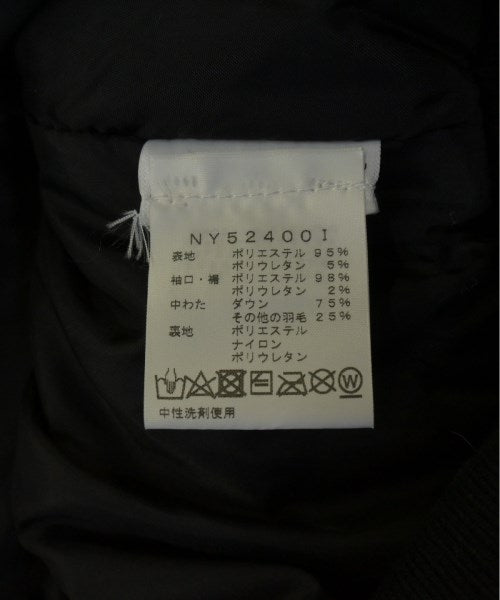 NY52400I
表地 ポリエステル 95%
ポリウレタン 5%
袖口・裾 ポリエステル 98%
ポリウレタン 2%
中わた ダウン 75%
その他の羽毛 25%
裏地 ポリエステル
ナイロン
ポリウレタン
W
中性洗剤使用